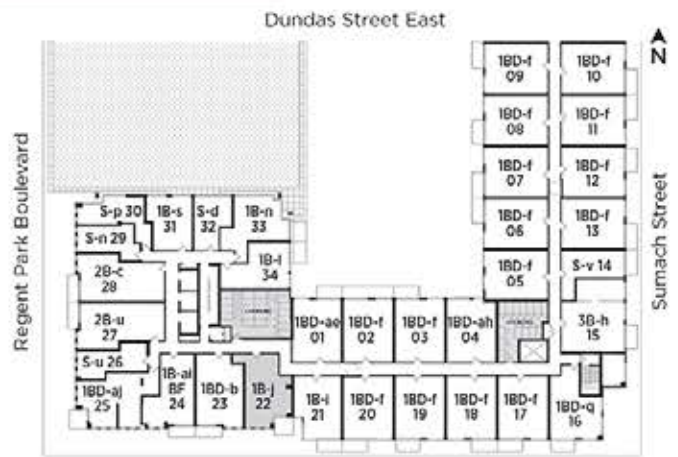 Dundas Street East
N
Regent Park Boulevard
Sumach Street
1BD-f
09
1BD-f
10
1BD-f
08
1BD-f
11
1BD-f
07
1BD-f
12
1BD-f
06
1BD-f
13
1BD-f
05
S-v 14
3B-h
15
S-p 30
1B-s
31
S-d
32
1B-n
33
S-n 29
1B-l
34
2B-c
28
2B-u
27
S-u 26
1BD-aj
25
1B-ai
BF
24
1BD-b
23
1B-j
22
1BD-ae
01
1BD-f
02
1BD-f
03
1BD-ah
04
1B-i
21
1BD-f
20
1BD-f
19
1BD-f
18
1BD-f
17
1BD-q
16